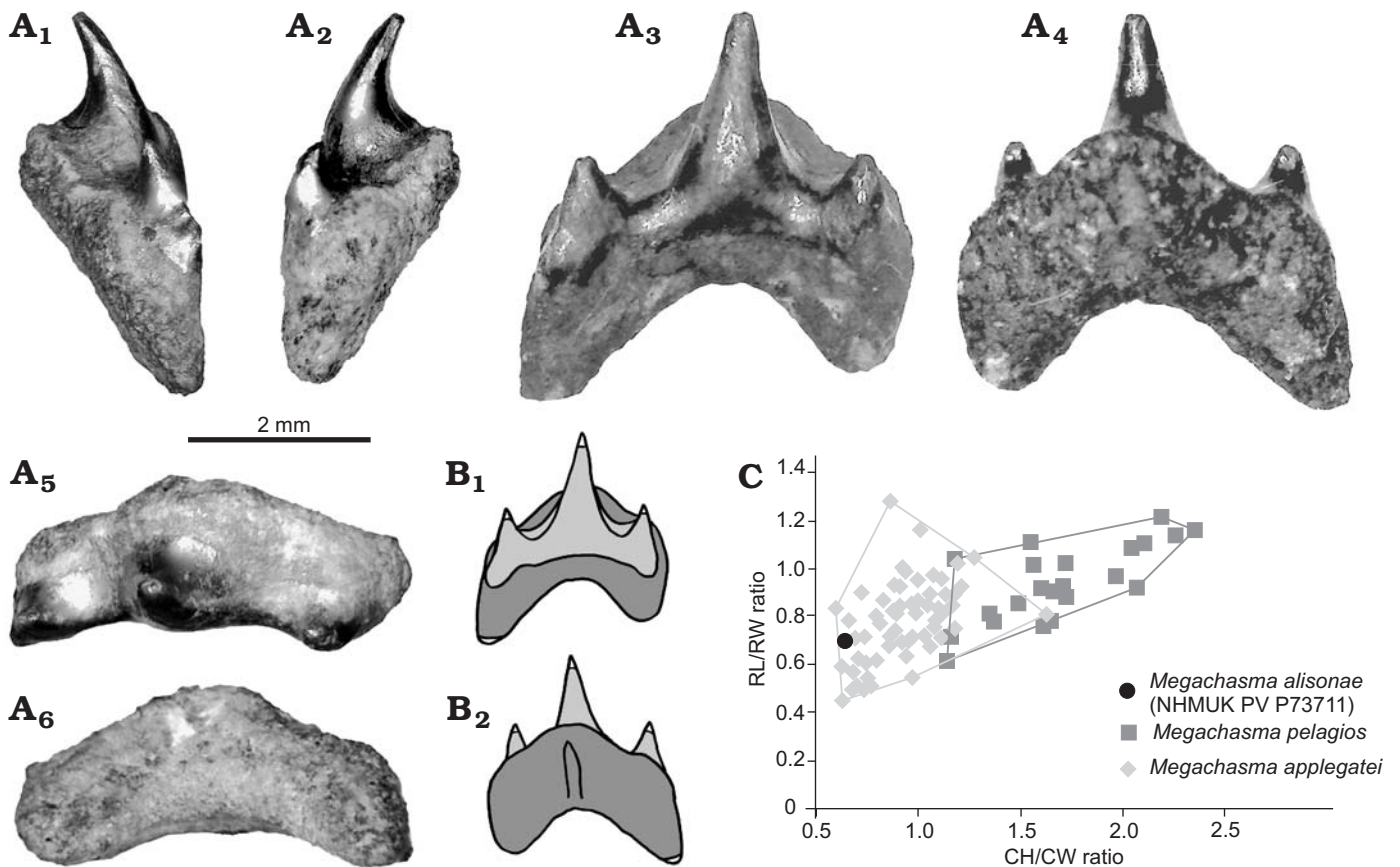 A1
A2
A3
A4
2 mm
A5
B1
C
1.4
1.2
1.0
0.8
0.6
0.4
0.2
0
RL/RW ratio
Megachasma alisonae
(NHMUK PV P73711)
Megachasma pelagios
Megachasma applegatei
0.5
1.0
1.5
2.0
2.5
CH/CW ratio
A6
B2